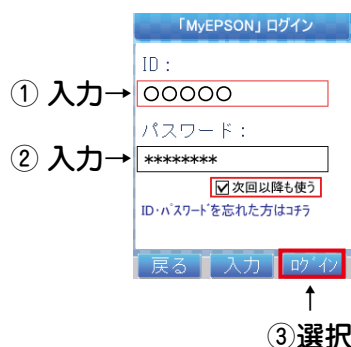 「MyEPSON」ログイン
ID：
① 入力→ ○○○○○
パスワード：
② 入力→ ********
☑次回以降も使う
ID・パスワードを忘れた方はコチラ
戻る 入力 ログイン
↑
③選択